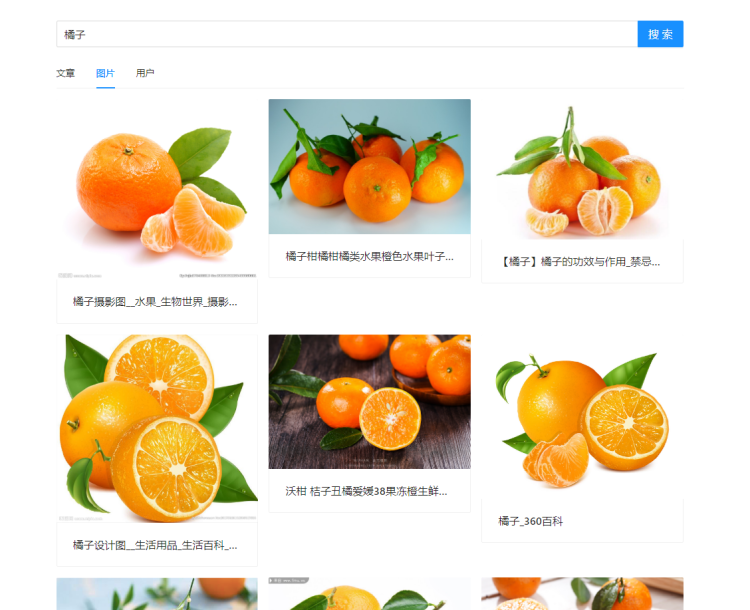 橘子
搜 索
文章
图片
用户
橘子摄影图__水果_生物世界_摄影...
橘子柑橘柑橘类水果橙色水果叶子...
【橘子】橘子的功效与作用_禁忌...
橘子设计图__生活用品_生活百科_...
沃柑 桔子丑橘爱媛38果冻橙生鲜...
橘子_360百科